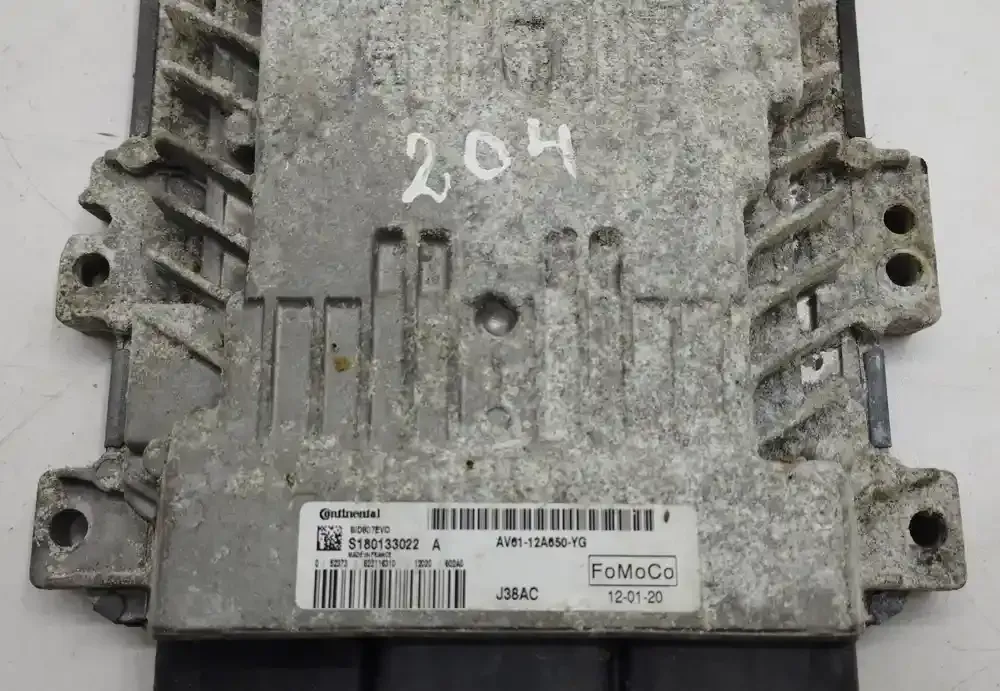 204
Continental
SID807EVO
S180133022 A
AV61-12A650-YG
MADE IN FRANCE
FoMoCo
J38AC
12-01-20